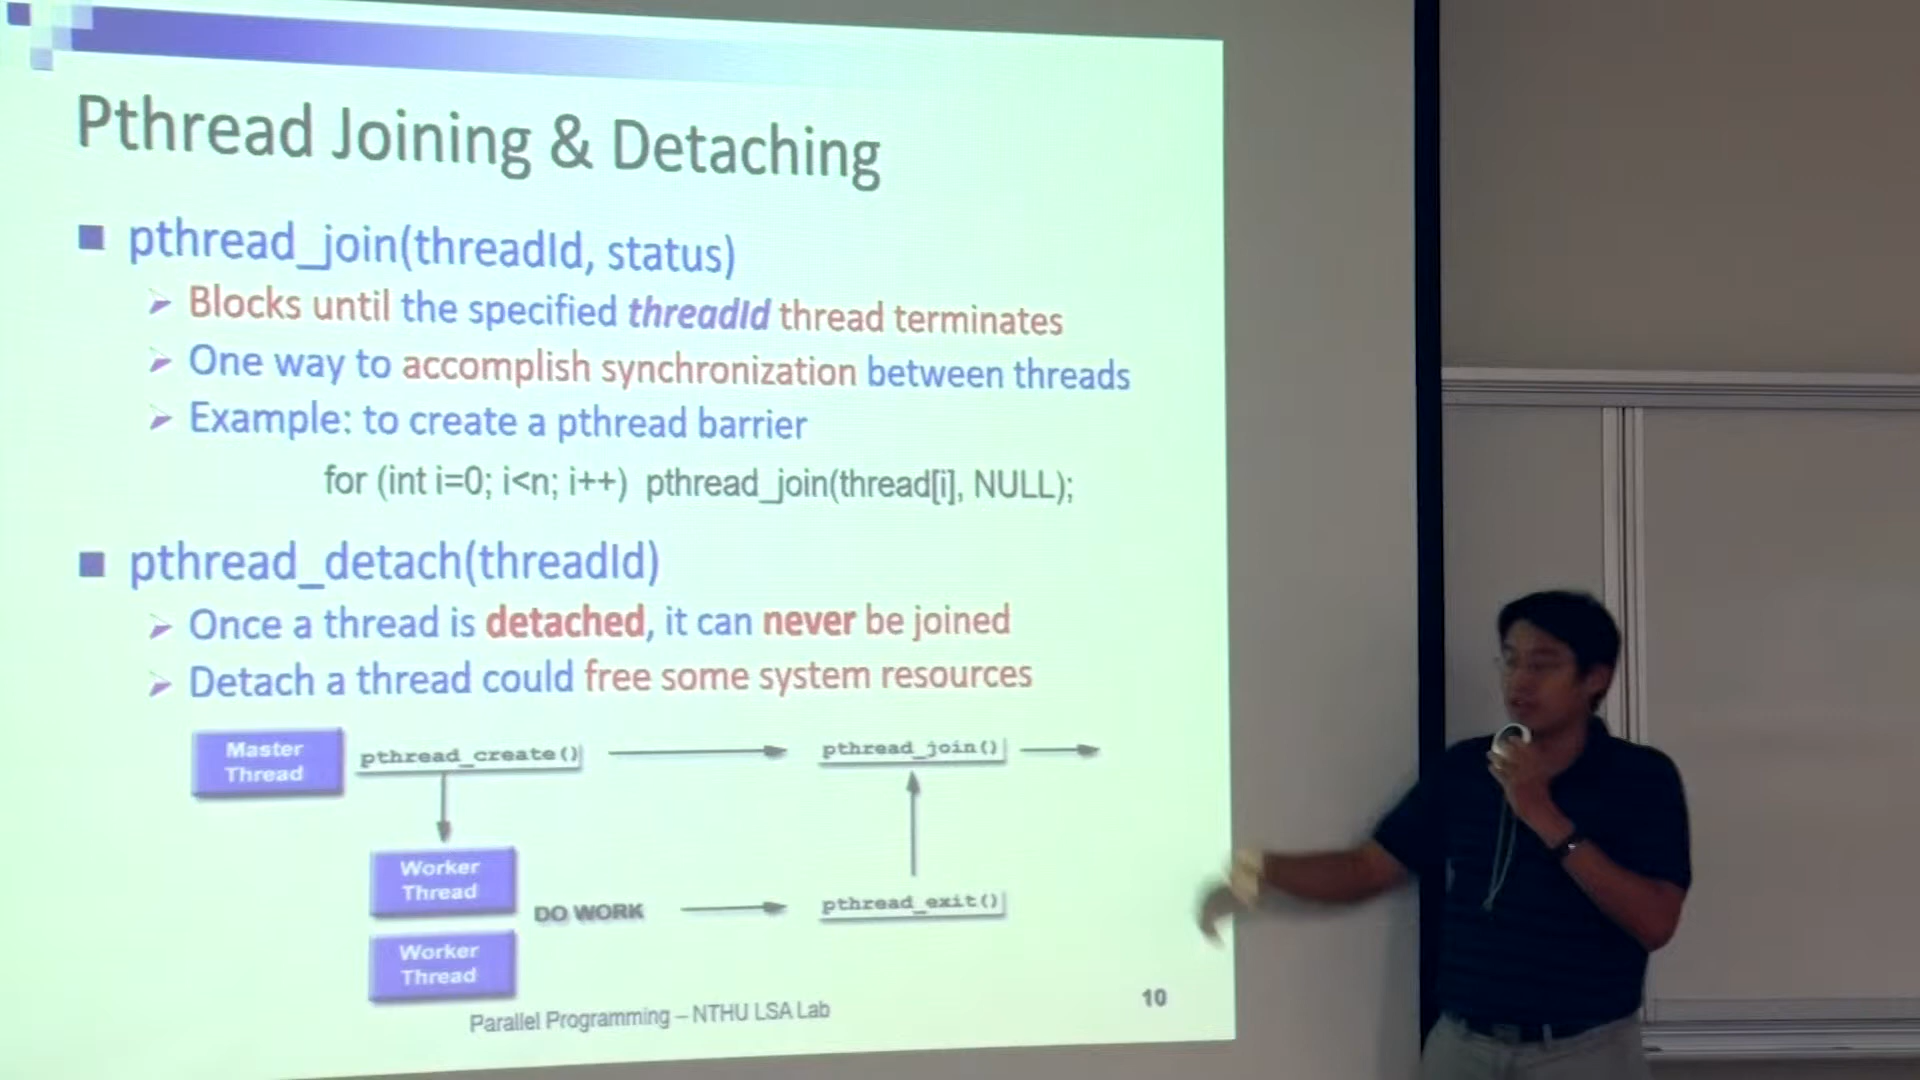 Pthread Joining & Detaching
pthread_join(threadId, status)
Blocks until the specified threadId thread terminates
One way to accomplish synchronization between threads
Example: to create a pthread barrier
for (int i=0; i<n; i++) pthread_join(thread[i], NULL);
pthread_detach(threadId)
Once a thread is detached, it can never be joined
Detach a thread could free some system resources
Master
Thread
pthread_create()
pthread_join()
Worker
Thread
DO WORK
pthread_exit()
Worker
Thread
Parallel Programming – NTHU LSA Lab
10